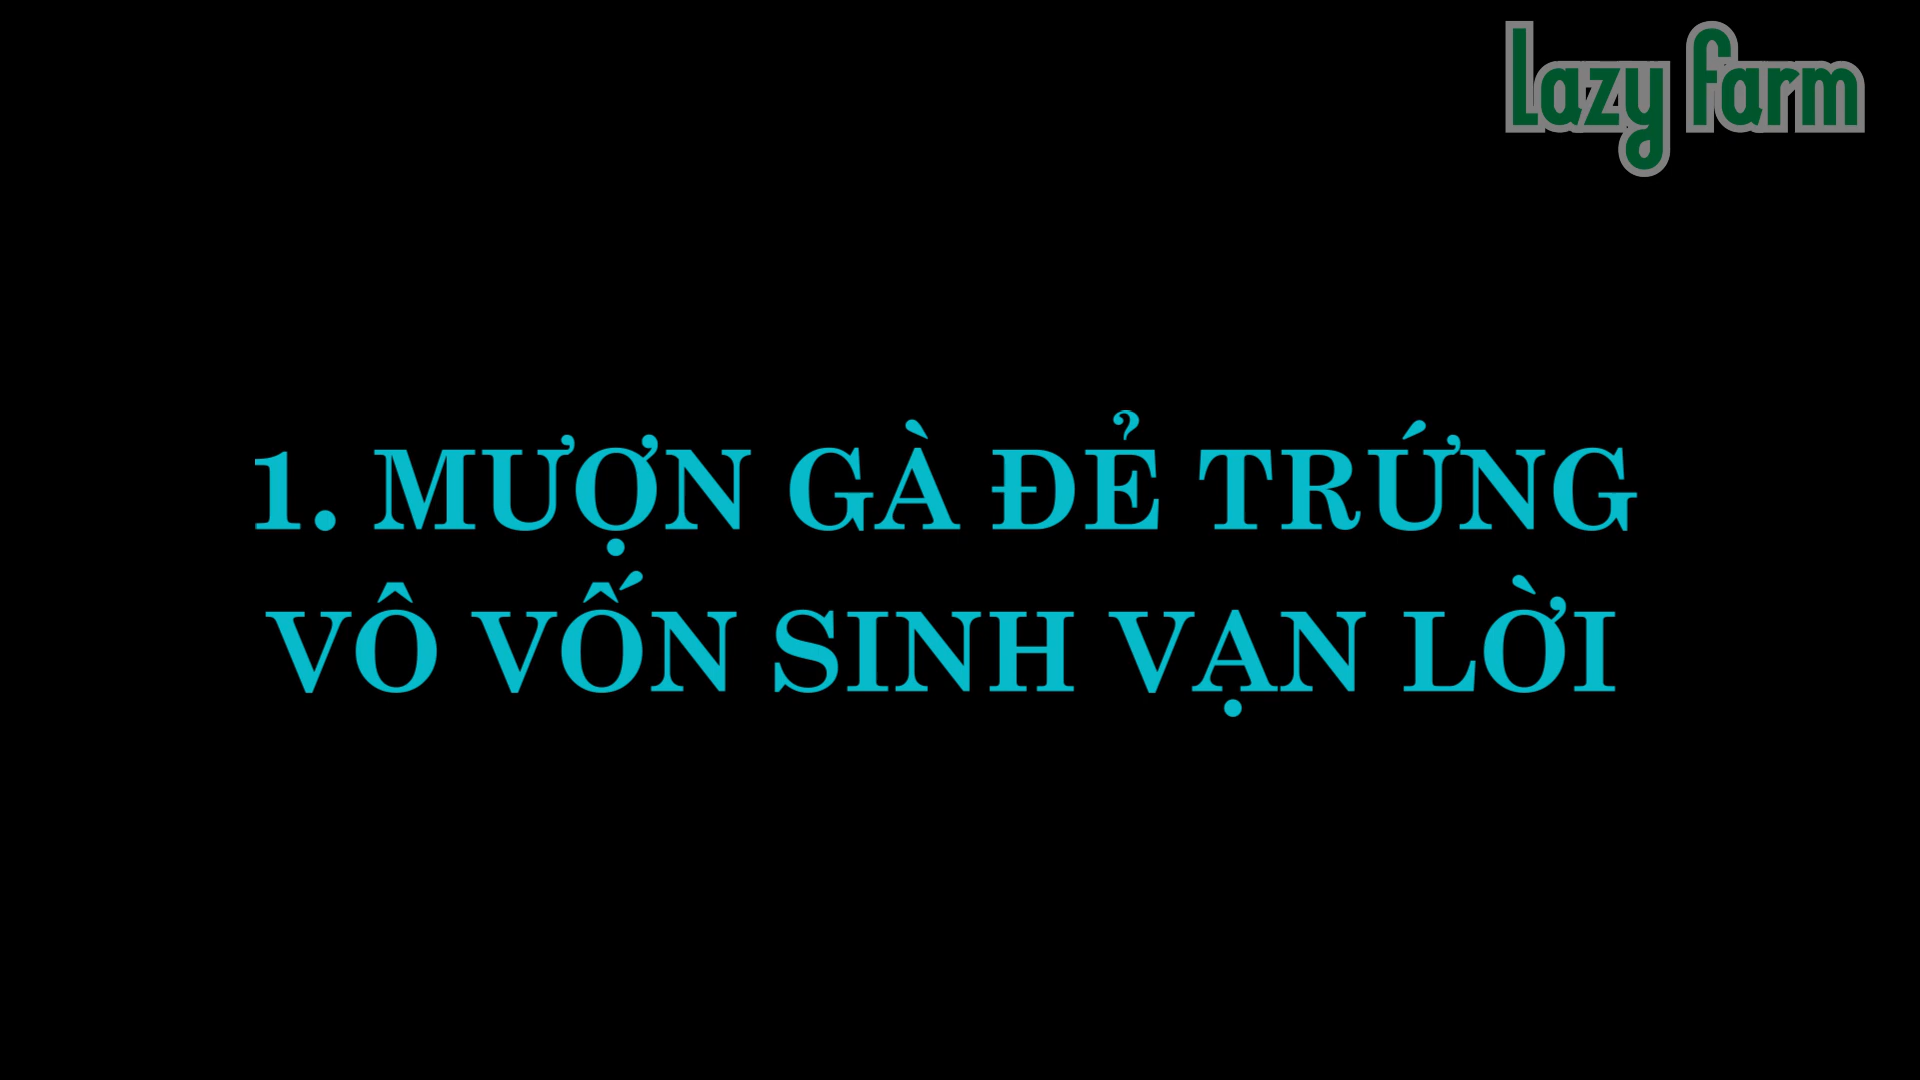 Lazy farm
1. MƯỢN GÀ ĐẺ TRỨNG
VÔ VỐN SINH VẠN LỜI